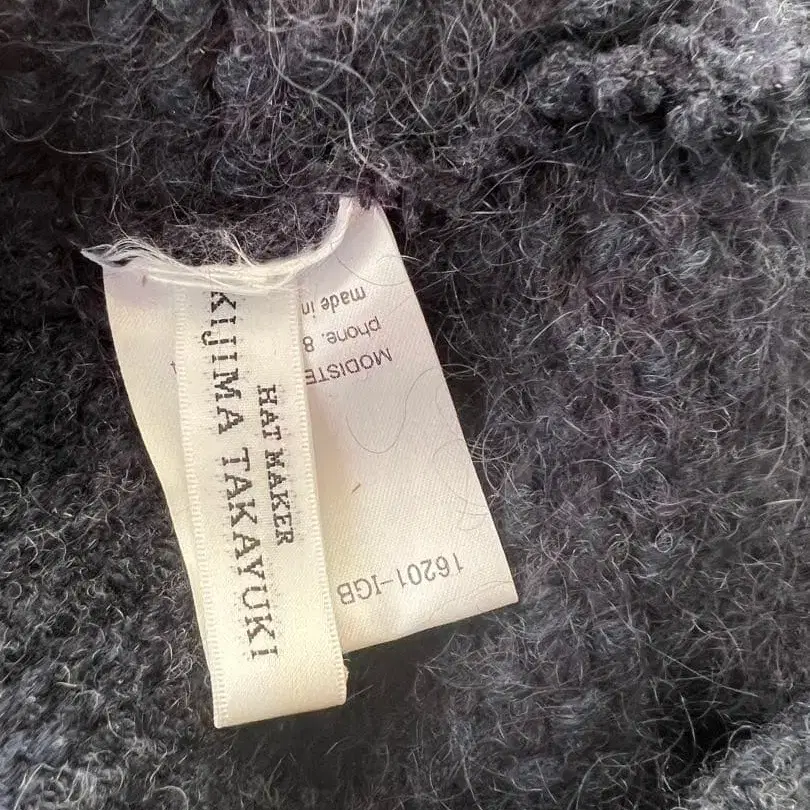 HAT MAKER
KIJIMA TAKAYUKI
16201-IGB
MODISTE
phone. 8
made in